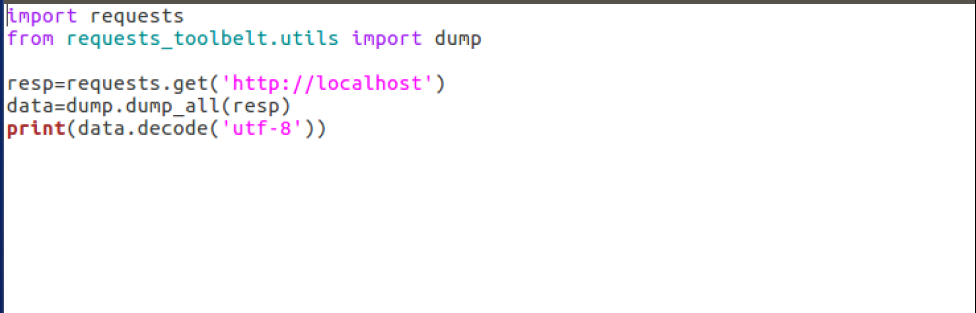 import requests
from requests_toolbelt.utils import dump
resp=requests.get('http://localhost')
data=dump.dump_all(resp)
print(data.decode('utf-8'))